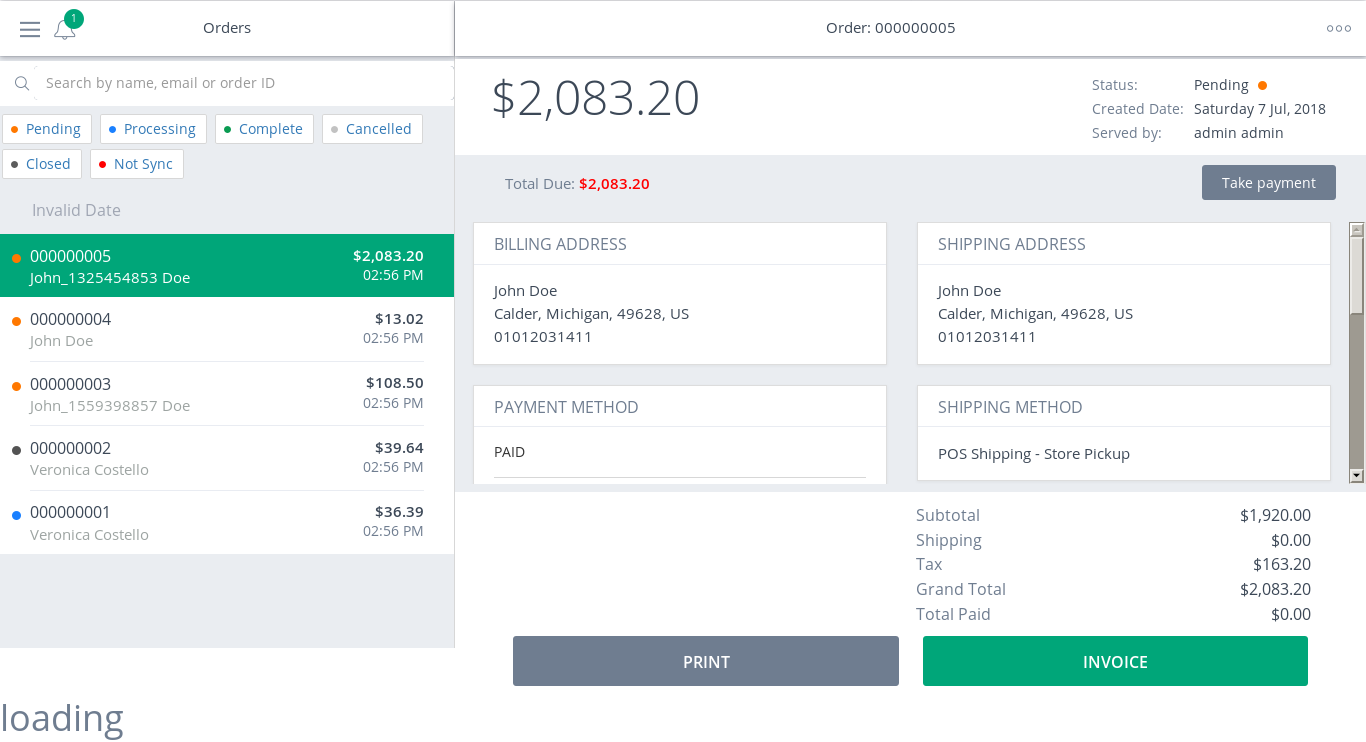 1
Orders
Order: 000000005
Search by name, email or order ID
Pending
Processing
Complete
Cancelled
Closed
Not Sync
Invalid Date
000000005 $2,083.20
John_1325454853 Doe 02:56 PM
000000004 $13.02
John Doe 02:56 PM
000000003 $108.50
John_1559398857 Doe 02:56 PM
000000002 $39.64
Veronica Costello 02:56 PM
000000001 $36.39
Veronica Costello 02:56 PM
$2,083.20
Status: Pending
Created Date: Saturday 7 Jul, 2018
Served by: admin admin
Total Due: $2,083.20
Take payment
BILLING ADDRESS
John Doe
Calder, Michigan, 49628, US
01012031411
SHIPPING ADDRESS
John Doe
Calder, Michigan, 49628, US
01012031411
PAYMENT METHOD
PAID
SHIPPING METHOD
POS Shipping - Store Pickup
Subtotal $1,920.00
Shipping $0.00
Tax $163.20
Grand Total $2,083.20
Total Paid $0.00
PRINT
INVOICE
loading